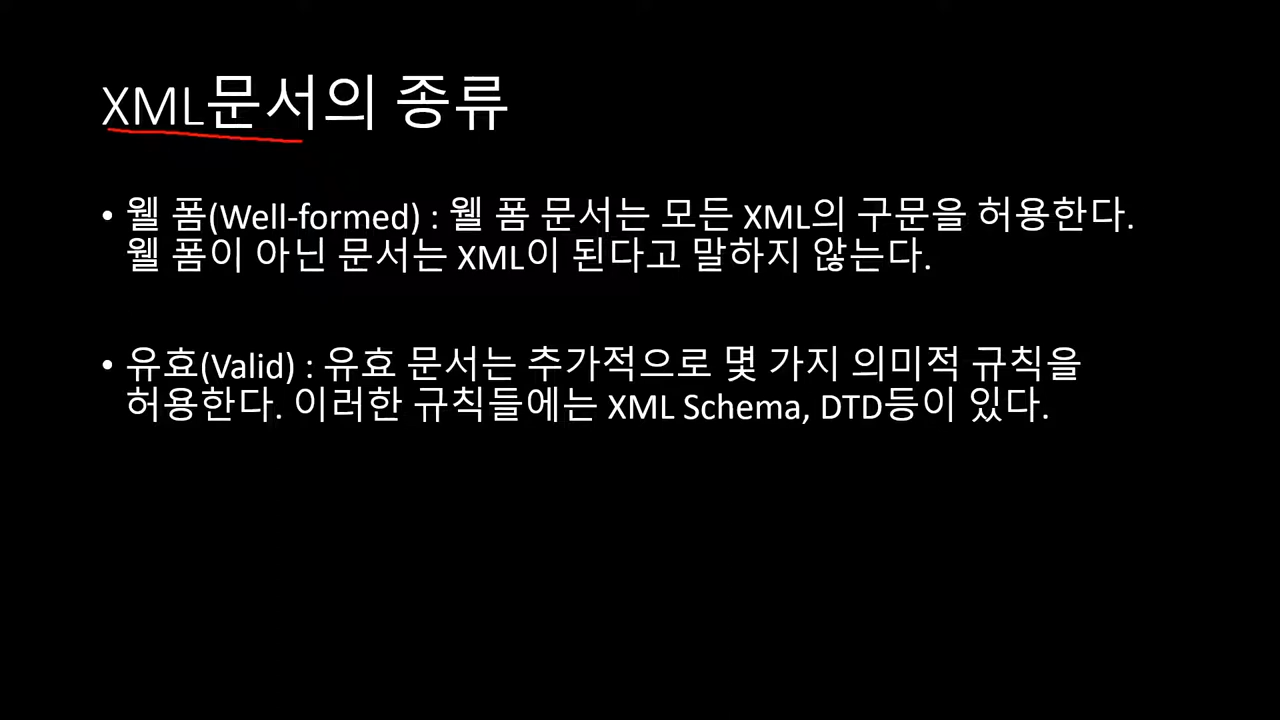 XML문서의 종류
• 웰 폼(Well-formed) : 웰 폼 문서는 모든 XML의 구문을 허용한다.
웰 폼이 아닌 문서는 XML이 된다고 말하지 않는다.
• 유효(Valid) : 유효 문서는 추가적으로 몇 가지 의미적 규칙을
허용한다. 이러한 규칙들에는 XML Schema, DTD등이 있다.